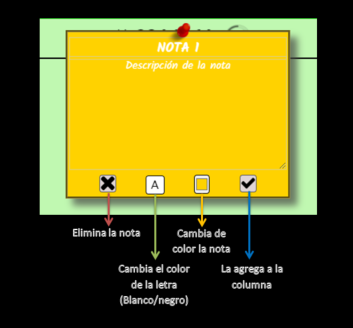 NOTA 1
Descripción de la nota
A
Elimina la nota
Cambia de
color la nota
Cambia el color
de la letra
(Blanco/negro)
La agrega a la
columna